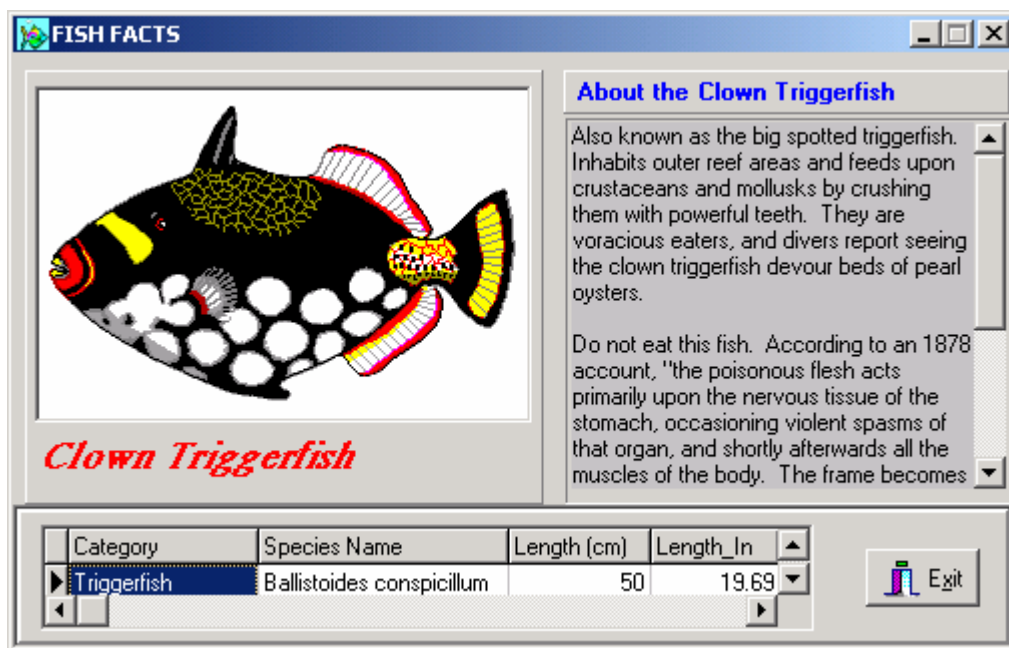 FISH FACTS
Clown Triggerfish
About the Clown Triggerfish
Also known as the big spotted triggerfish.
Inhabits outer reef areas and feeds upon
crustaceans and mollusks by crushing
them with powerful teeth.  They are
voracious eaters, and divers report seeing
the clown triggerfish devour beds of pearl
oysters.
Do not eat this fish.  According to an 1878
account, "the poisonous flesh acts
primarily upon the nervous tissue of the
stomach, occasioning violent spasms of
that organ, and shortly afterwards all the
muscles of the body.  The frame becomes
Category Species Name Length (cm) Length_In
Triggerfish Ballistoides conspicillum 50 19.69
Exit